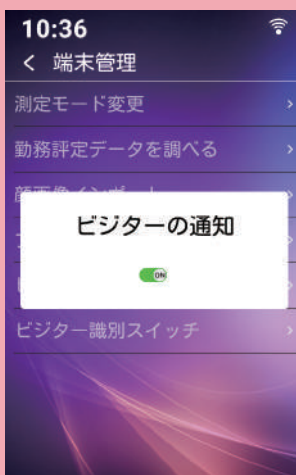 10:36
端末管理
測定モード変更
勤務評定データを調べる
ビジターの通知
ON
ビジター識別スイッチ